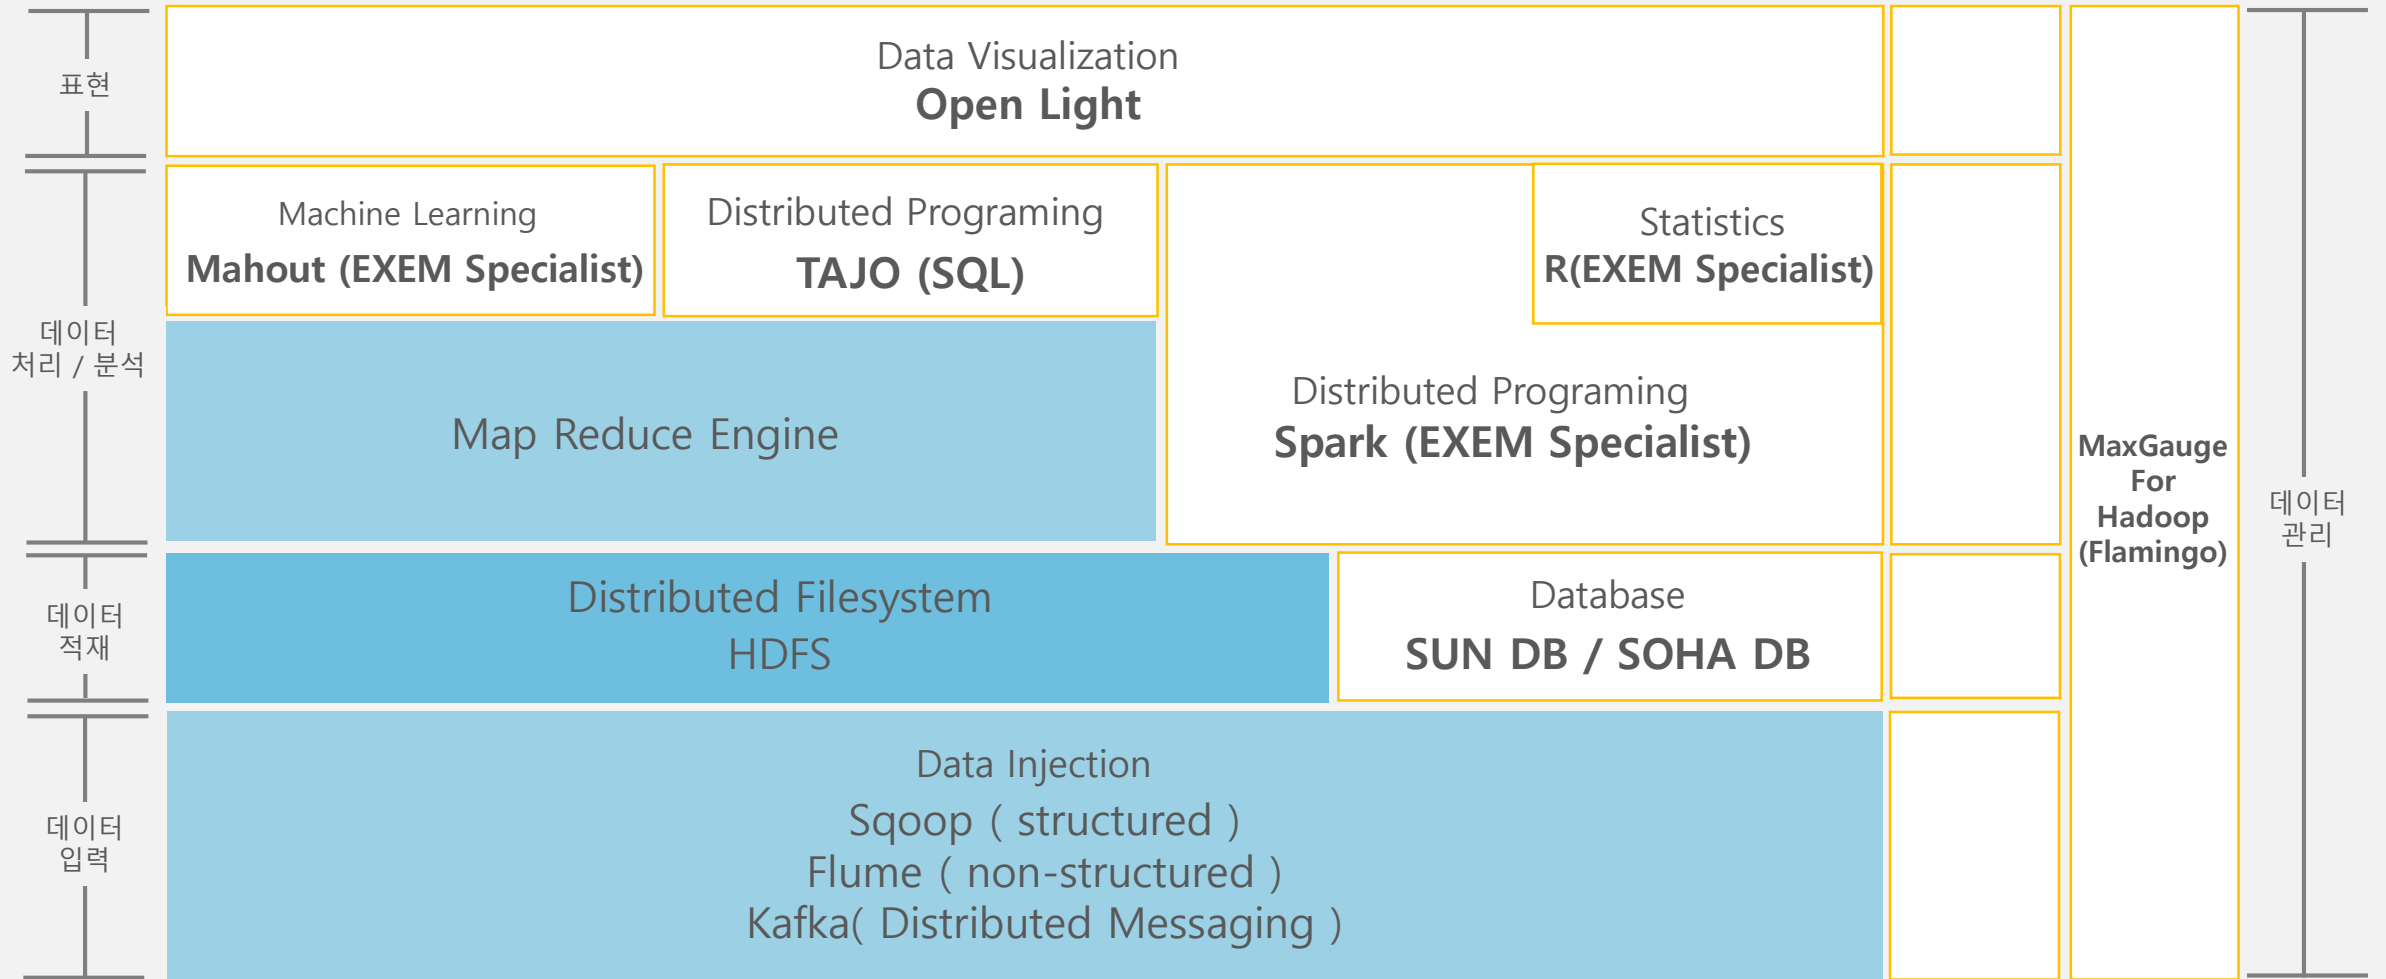 표현
Data Visualization
Open Light
데이터
처리 / 분석
Machine Learning
Mahout (EXEM Specialist)
Distributed Programing
TAJO (SQL)
Statistics
R(EXEM Specialist)
Map Reduce Engine
Distributed Programing
Spark (EXEM Specialist)
데이터
적재
Distributed Filesystem
HDFS
Database
SUN DB / SOHA DB
데이터
입력
Data Injection
Sqoop ( structured )
Flume ( non-structured )
Kafka( Distributed Messaging )
MaxGauge
For
Hadoop
(Flamingo)
데이터
관리